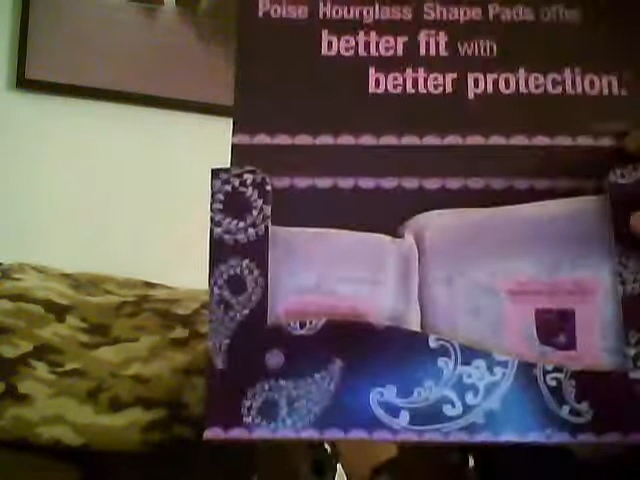 Poise Hourglass Shape Pads offer
better fit with
better protection.